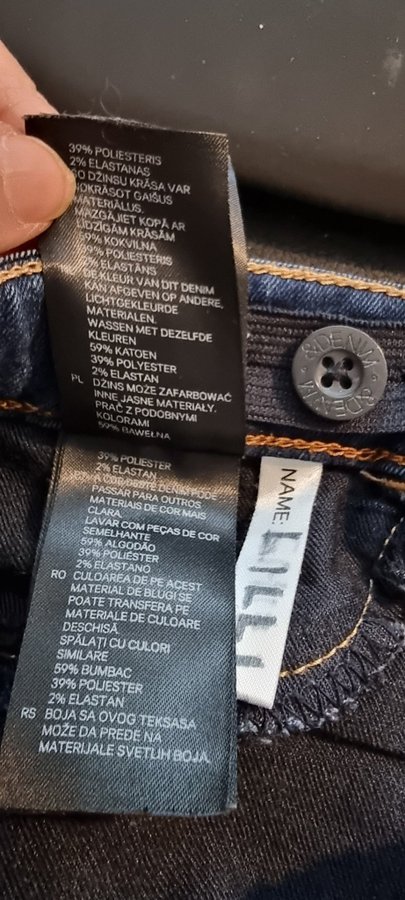 39% POLIESTERIS
2% ELASTANAS
ŠO DŽINSU KRĀSA VAR
NOKRĀSOT GAIŠUS
MATERIĀLUS
MAZGĀJIET KOPĀ AR
LĪDZĪGĀM KRĀSĀM
59% KOKVILNA
39% POLIESTERIS
2% ELASTĀNS
DE KLEUR VAN DIT DENIM
KAN AFGEVEN OP ANDERE,
LICHTGEKLEURDE
MATERIALEN
WASSEN MET DEZELFDE
KLEUREN
59% KATOEN
39% POLYESTER
2% ELASTAN
PL DŻINS MOŻE ZAFARBOWAĆ
INNE JASNE MATERIAŁY.
PRAĆ Z PODOBNYMI
KOLORAMI
59% BAWEŁNA
39% POLIESTER
2% ELASTAN
A COR DESTE DENIM PODE
PASSAR PARA OUTROS
MATERIAIS DE COR MAIS
CLARA
LAVAR COM PEÇAS DE COR
SEMELHANTE
59% ALGODÃO
39% POLIÉSTER
2% ELASTANO
RO CULOAREA DE PE ACEST
MATERIAL DE BLUGI SE
POATE TRANSFERA PE
MATERIALE DE CULOARE
DESCHISĂ.
SPĂLAȚI CU CULORI
SIMILARE
59% BUMBAC
39% POLIESTER
2% ELASTAN
RS BOJA SA OVOG TEKSASA
MOŽE DA PREĐE NA
MATERIJALE SVETLIH BOJA.
&DENIM
&DENIM
NAME: